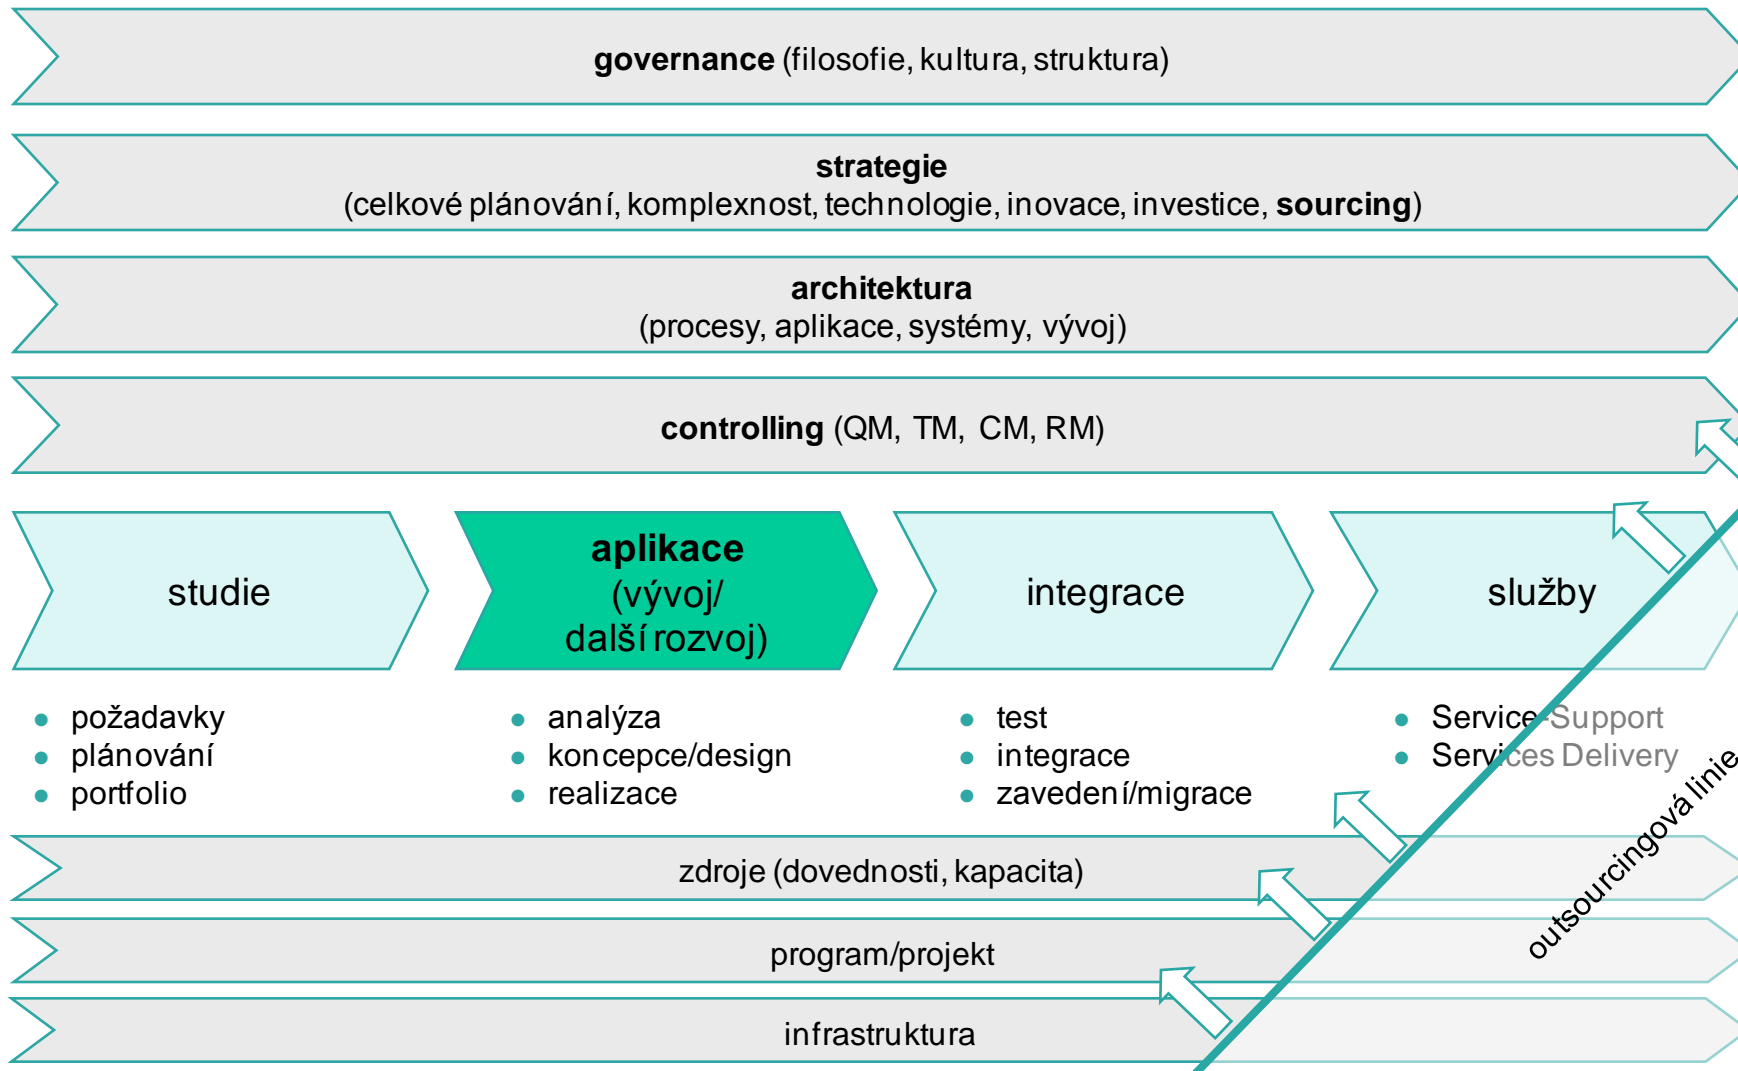 governance (filosofie, kultura, struktura)
strategie
(celkové plánování, komplexnost, technologie, inovace, investice, sourcing)
architektura
(procesy, aplikace, systémy, vývoj)
controlling (QM, TM, CM, RM)
studie
aplikace
(vývoj/
další rozvoj)
integrace
služby
požadavky
plánování
portfolio
analýza
koncepce/design
realizace
test
integrace
zavedení/migrace
Service-Support
Services Delivery
outsourcingová linie
zdroje (dovednosti, kapacita)
program/projekt
infrastruktura